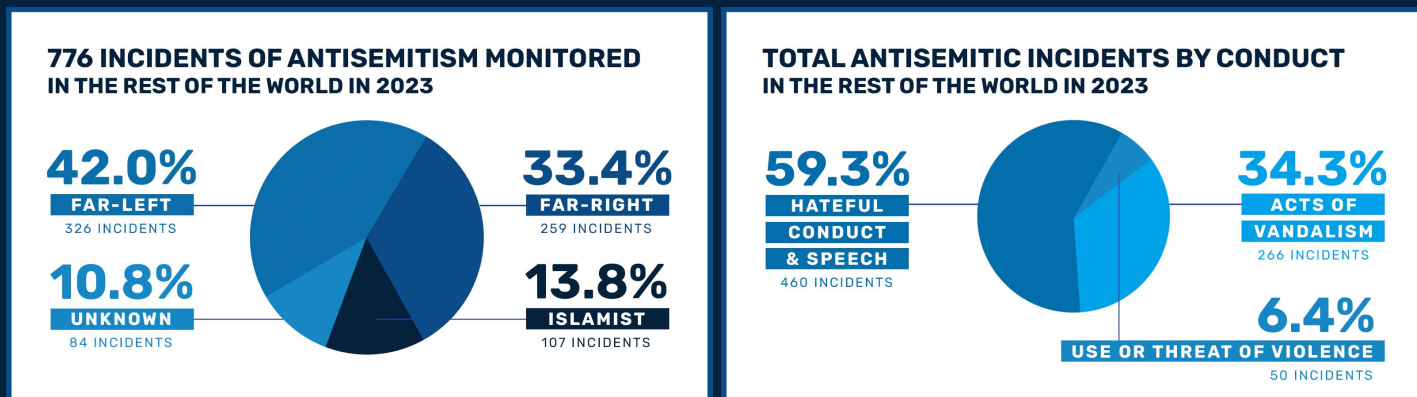 776 INCIDENTS OF ANTISEMITISM MONITORED
IN THE REST OF THE WORLD IN 2023
42.0%
FAR-LEFT
326 INCIDENTS
33.4%
FAR-RIGHT
259 INCIDENTS
10.8%
UNKNOWN
84 INCIDENTS
13.8%
ISLAMIST
107 INCIDENTS
TOTAL ANTISEMITIC INCIDENTS BY CONDUCT
IN THE REST OF THE WORLD IN 2023
59.3%
HATEFUL
CONDUCT
& SPEECH
460 INCIDENTS
34.3%
ACTS OF
VANDALISM
266 INCIDENTS
6.4%
USE OR THREAT OF VIOLENCE
50 INCIDENTS